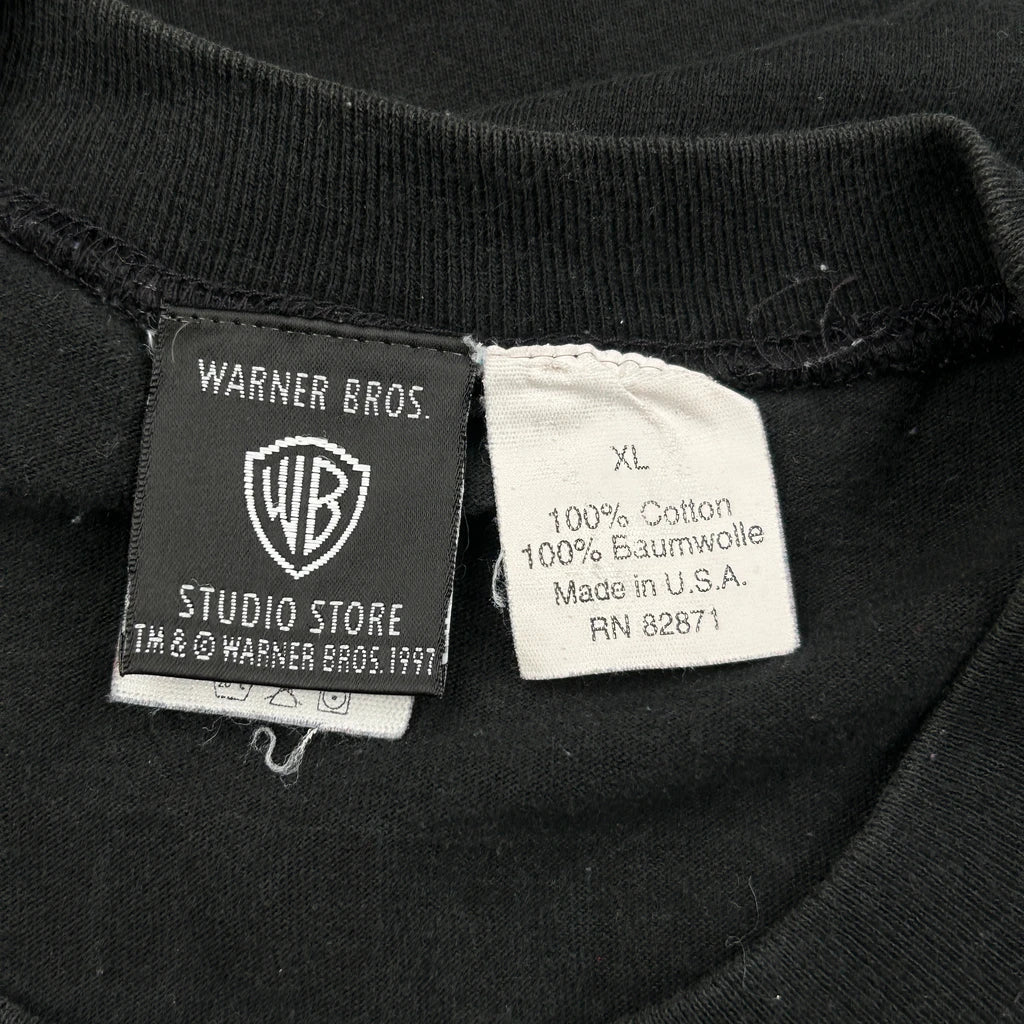 WARNER BROS.
WB
STUDIO STORE
TM & © WARNER BROS. 1997
XL
100% Cotton
100% Baumwolle
Made in U.S.A.
RN 82871